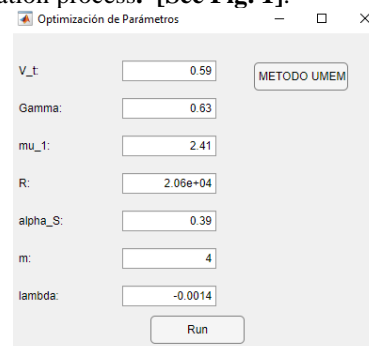 ation process. [See Fig. 1].
Optimización de Parámetros
V_t: 0.59 METODO UMEM
Gamma: 0.63
mu_1: 2.41
R: 2.06e+04
alpha_S: 0.39
m: 4
lambda: -0.0014
Run